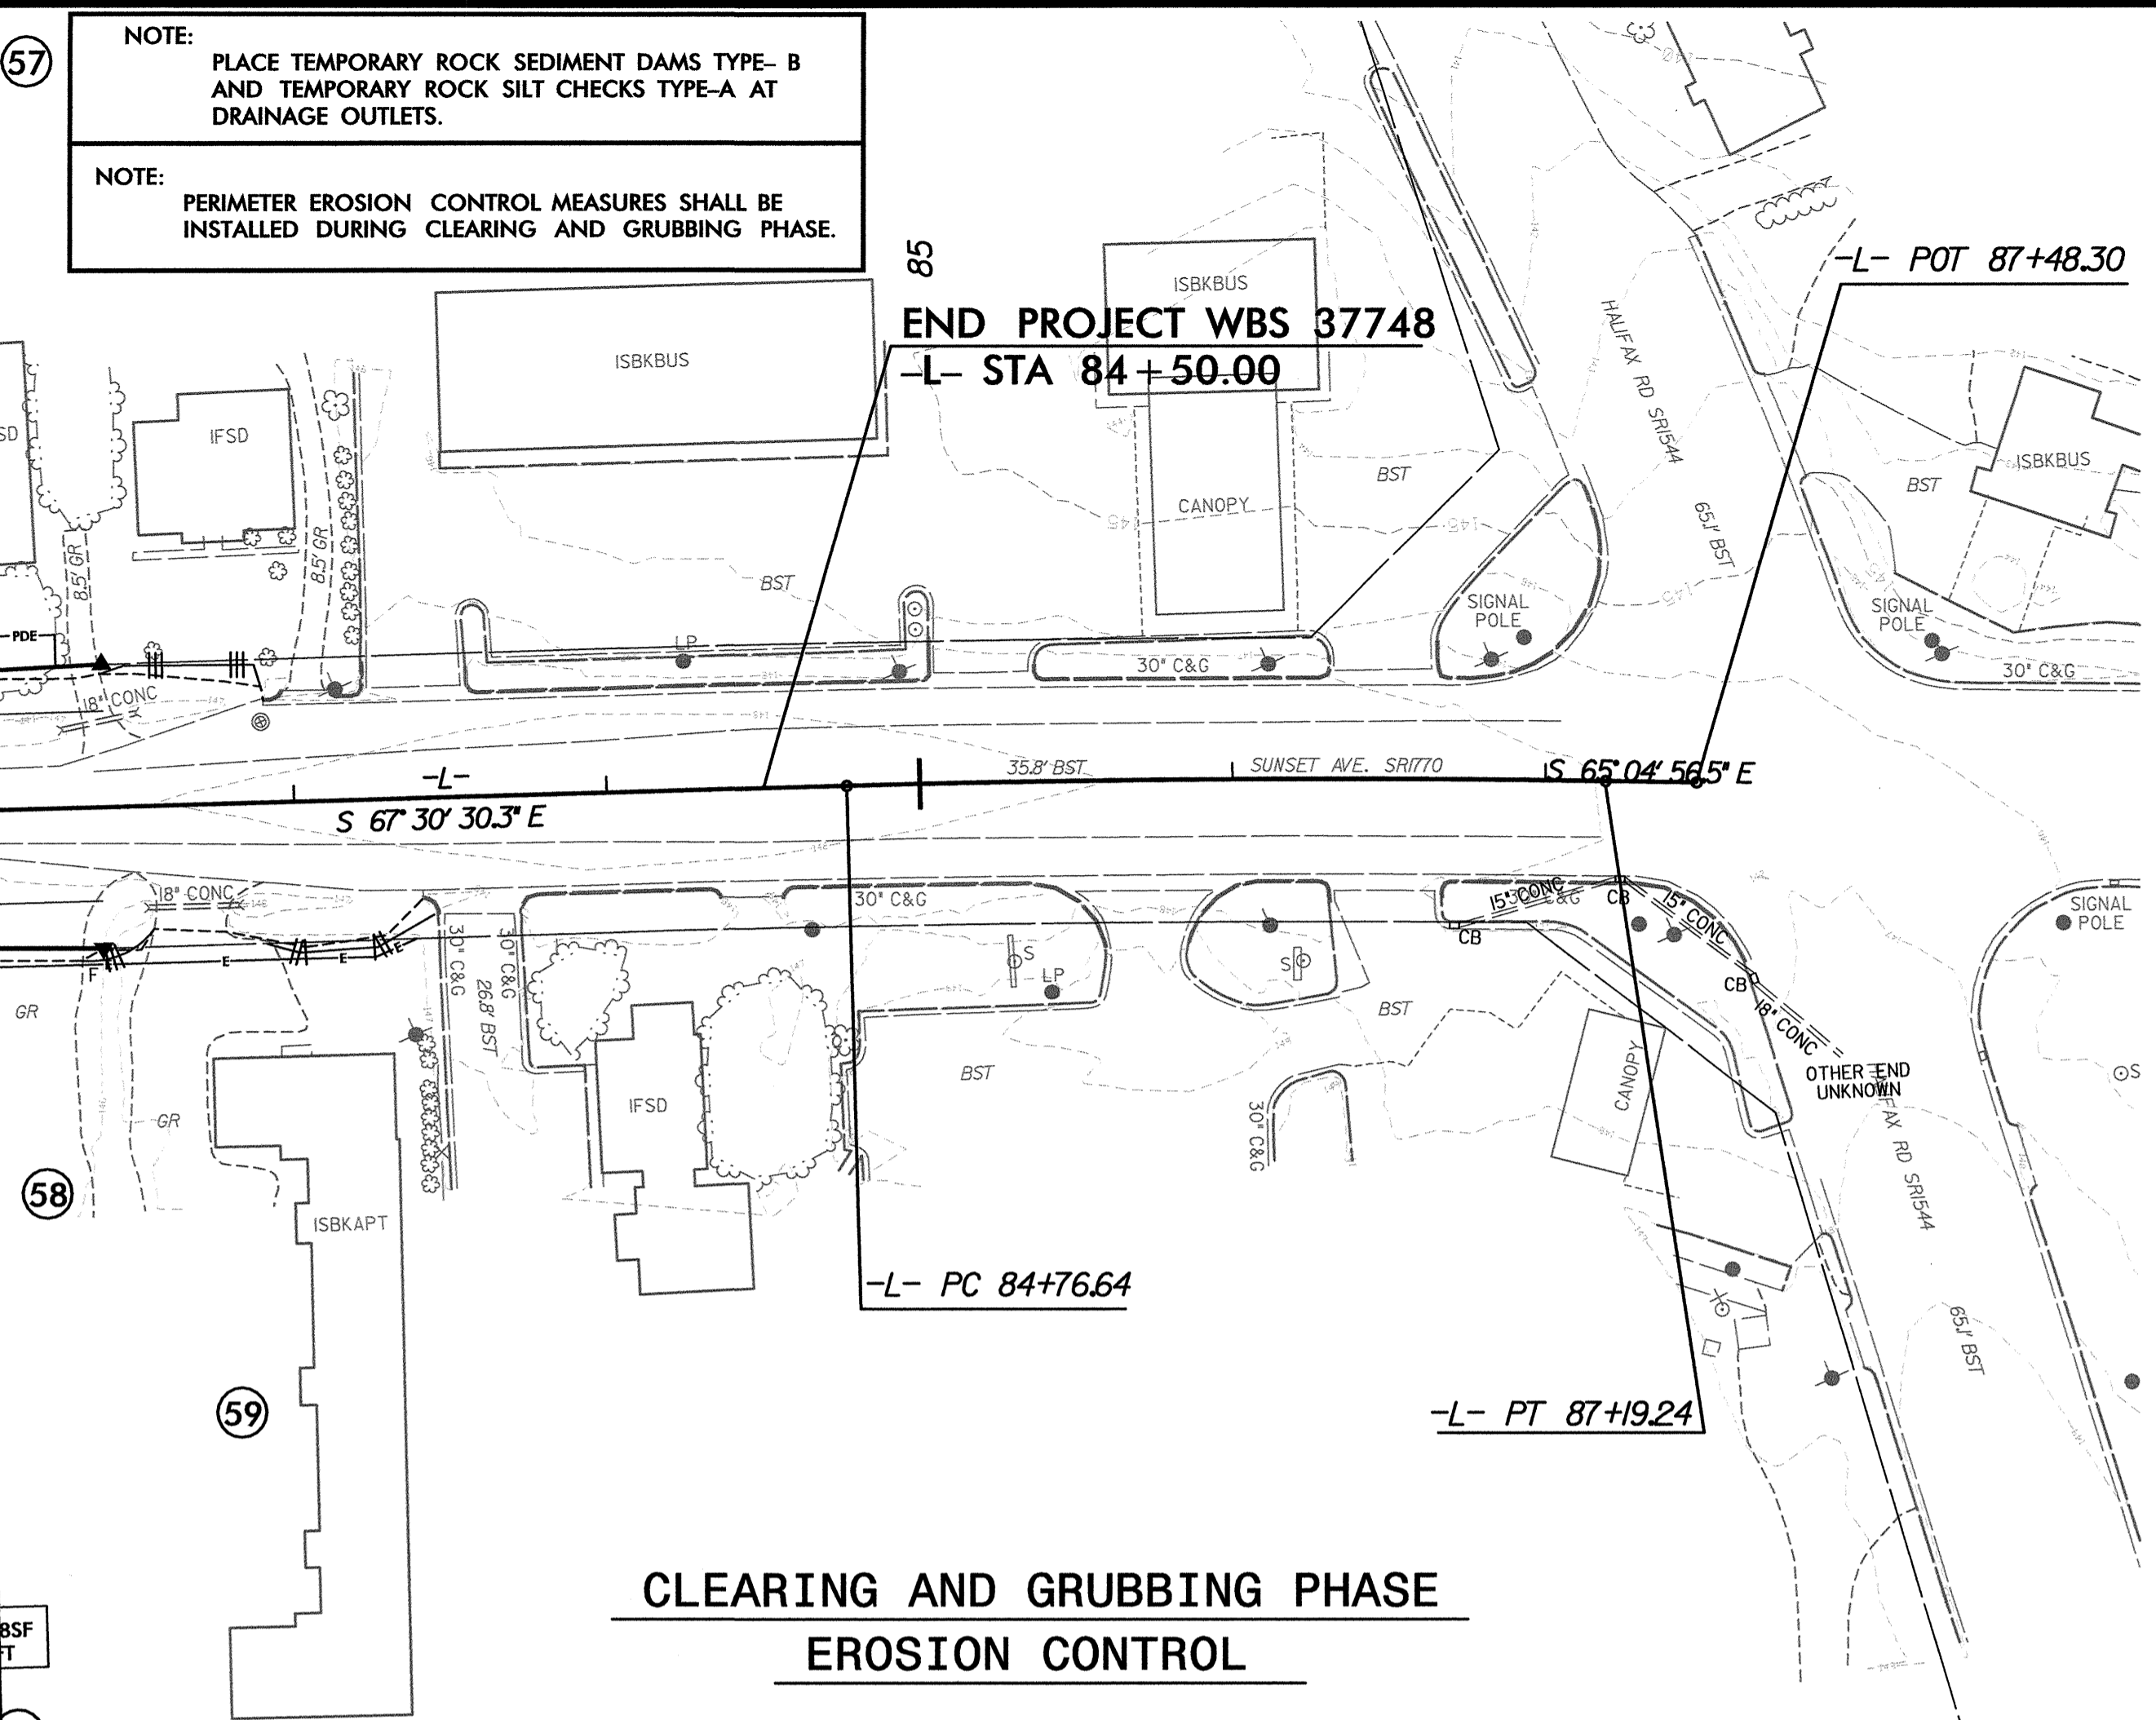 57
NOTE:
PLACE TEMPORARY ROCK SEDIMENT DAMS TYPE– B
AND TEMPORARY ROCK SILT CHECKS TYPE–A AT
DRAINAGE OUTLETS.
NOTE:
PERIMETER EROSION CONTROL MEASURES SHALL BE
INSTALLED DURING CLEARING AND GRUBBING PHASE.
85
END PROJECT WBS 37748
–L– STA 84+50.00
-L- POT 87+48.30
ISBKBUS
ISBKBUS
HALIFAX RD SR1544
65.1' BST
SD
IFSD
BST
CANOPY
145
145
145
BST
ISBKBUS
BST
8.5' GR
8.5' GR
PDE
LP
30" C&G
SIGNAL
POLE
SIGNAL
POLE
30" C&G
18" CONC
-L-
S 67° 30' 30.3" E
35.8' BST
SUNSET AVE. SR1770
S 65° 04' 56.5" E
18" CONC
30" C&G
15" CONC
CB
15" CONC
CB
CB
18" CONC
OTHER END
UNKNOWN
SIGNAL
POLE
F
E
E
E
30" C&G
30" C&G
26.8' BST
S
LP
S
BST
GR
GR
BST
IFSD
30" C&G
CANOPY
HALIFAX RD SR1544
S
58
ISBKAPT
-L- PC 84+76.64
65.1' BST
59
-L- PT 87+19.24
CLEARING AND GRUBBING PHASE
EROSION CONTROL
8SF
FT